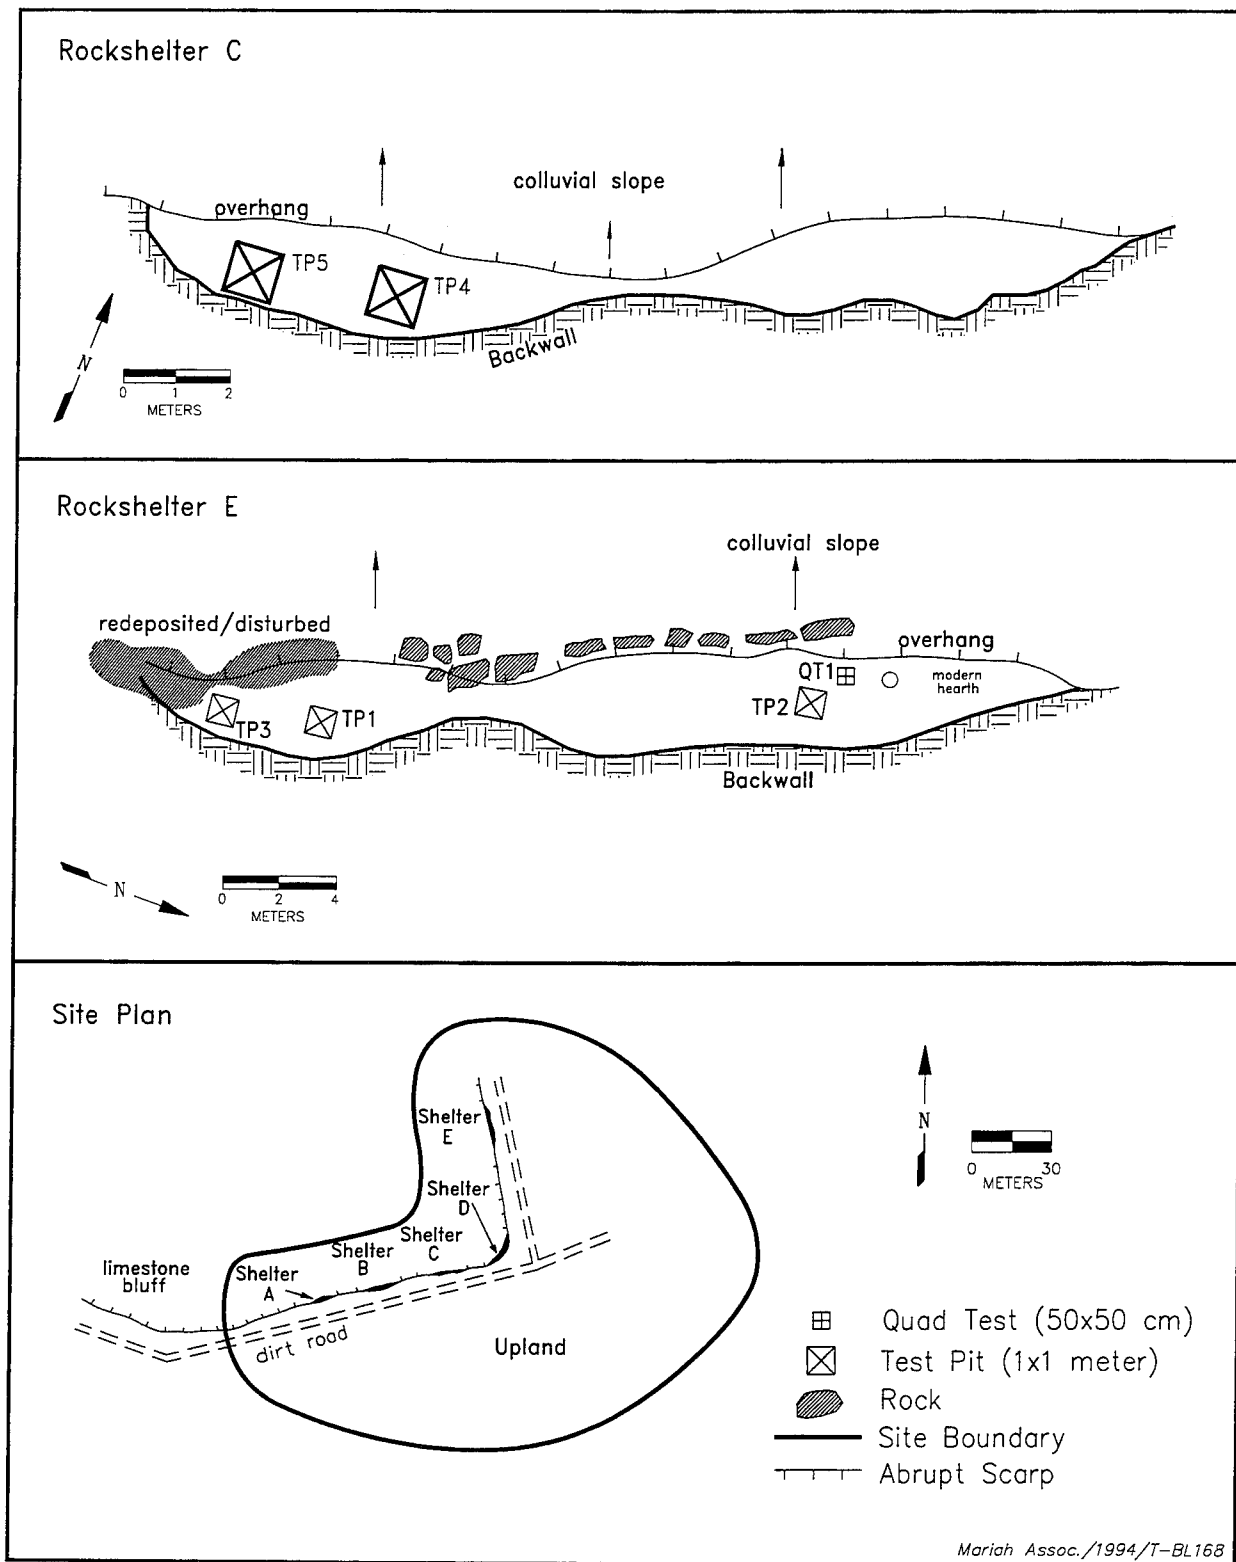 Rockshelter C
colluvial slope
overhang
TP5
TP4
Backwall
N
0 1 2
METERS
Rockshelter E
colluvial slope
redeposited/disturbed
overhang
QT1
modern
hearth
TP2
TP3
TP1
Backwall
N
0 2 4
METERS
Site Plan
Shelter
E
Shelter
D
Shelter
C
Shelter
B
Shelter
A
limestone
bluff
dirt road
Upland
N
0 30
METERS
Quad Test (50x50 cm)
Test Pit (1x1 meter)
Rock
Site Boundary
Abrupt Scarp
Mariah Assoc./1994/T-BL168